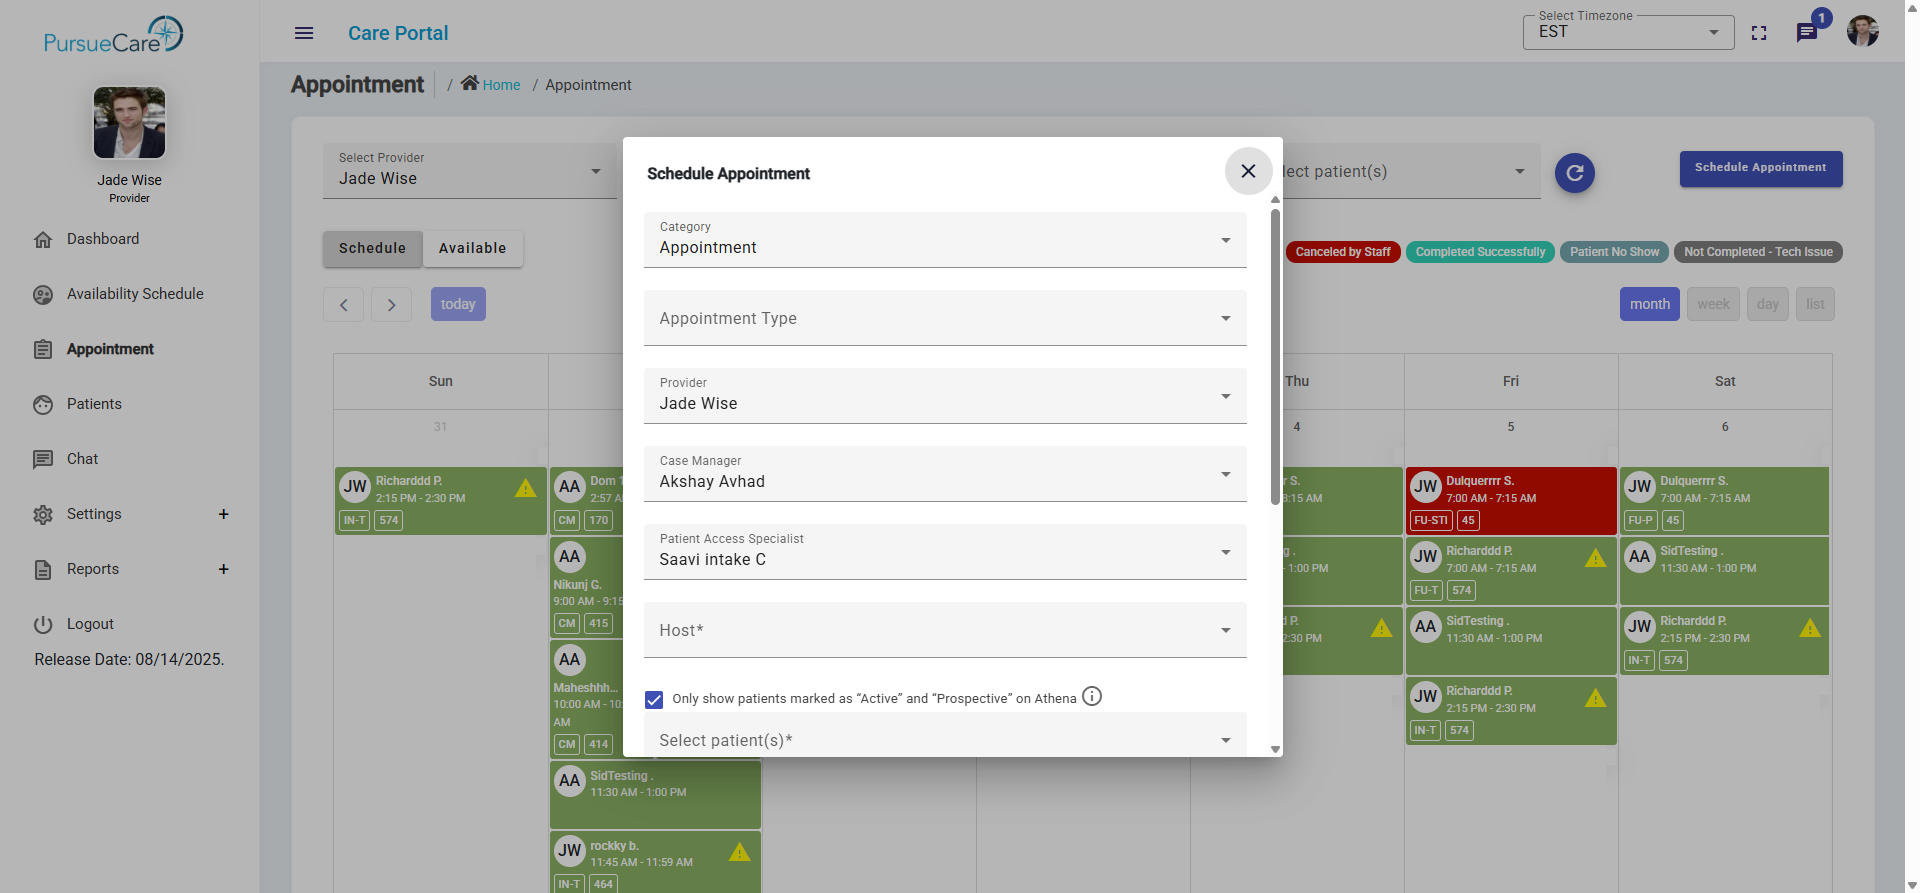 PursueCare
Jade Wise
Provider
Dashboard
Availability Schedule
Appointment
Patients
Chat
Settings +
Reports +
Logout
Release Date: 08/14/2025.
Care Portal
Select Timezone
EST
1
Appointment / Home / Appointment
Select Provider
Jade Wise
lect patient(s)
Schedule Appointment
Schedule Available
Canceled by Staff Completed Successfully Patient No Show Not Completed - Tech Issue
today
month week day list
Sun Thu Fri Sat
31 4 5 6
JW Richarddd P.
2:15 PM - 2:30 PM
IN-T 574
AA Dom
2:57 A
CM 170
AA
Nikunj G.
9:00 AM - 9:15
CM 415
AA
Maheshhh...
10:00 AM - 10:
AM
CM 414
AA SidTesting .
11:30 AM - 1:00 PM
JW rockky b.
11:45 AM - 11:59 AM
IN-T 464
r S.
8:15 AM
g .
- 1:00 PM
d P.
2:30 PM
JW Dulquerrrr S.
7:00 AM - 7:15 AM
FU-STI 45
JW Richarddd P.
7:00 AM - 7:15 AM
FU-T 574
AA SidTesting .
11:30 AM - 1:00 PM
JW Richarddd P.
2:15 PM - 2:30 PM
IN-T 574
JW Dulquerrrr S.
7:00 AM - 7:15 AM
FU-P 45
AA SidTesting .
11:30 AM - 1:00 PM
JW Richarddd P.
2:15 PM - 2:30 PM
IN-T 574
Schedule Appointment
Category
Appointment
Appointment Type
Provider
Jade Wise
Case Manager
Akshay Avhad
Patient Access Specialist
Saavi intake C
Host*
Only show patients marked as “Active” and “Prospective” on Athena
Select patient(s)*